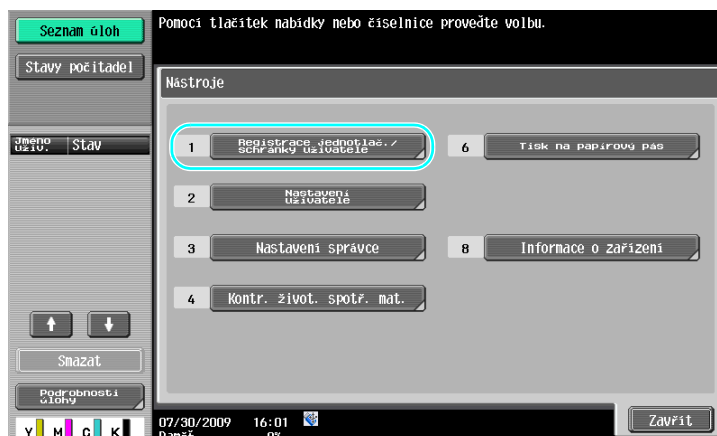 Seznam úloh
Pomocí tlačítek nabídky nebo číselnice proveďte volbu.
Stavy počitadel
Nástroje
Jméno uživ.
Stav
1
Registrace jednotlač./
schránky uživatele
6
Tisk na papírový pás
2
Nastavení
uživatele
3
Nastavení správce
8
Informace o zařízení
4
Kontr. život. spotř. mat.
Smazat
Podrobnosti
úlohy
Zavřít
07/30/2009 16:01
Y M C K
Paměť 0%